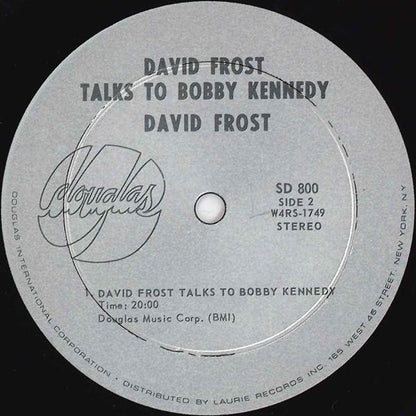 DAVID FROST
TALKS TO BOBBY KENNEDY
DAVID FROST
douglas
SD 800
SIDE 2
W4RS-1749
STEREO
1. DAVID FROST TALKS TO BOBBY KENNEDY
Time: 20:00
Douglas Music Corp. (BMI)
DOUGLAS INTERNATIONAL CORPORATION • DISTRIBUTED BY LAURIE RECORDS INC. 165 WEST 46 STREET, NEW YORK, N.Y.